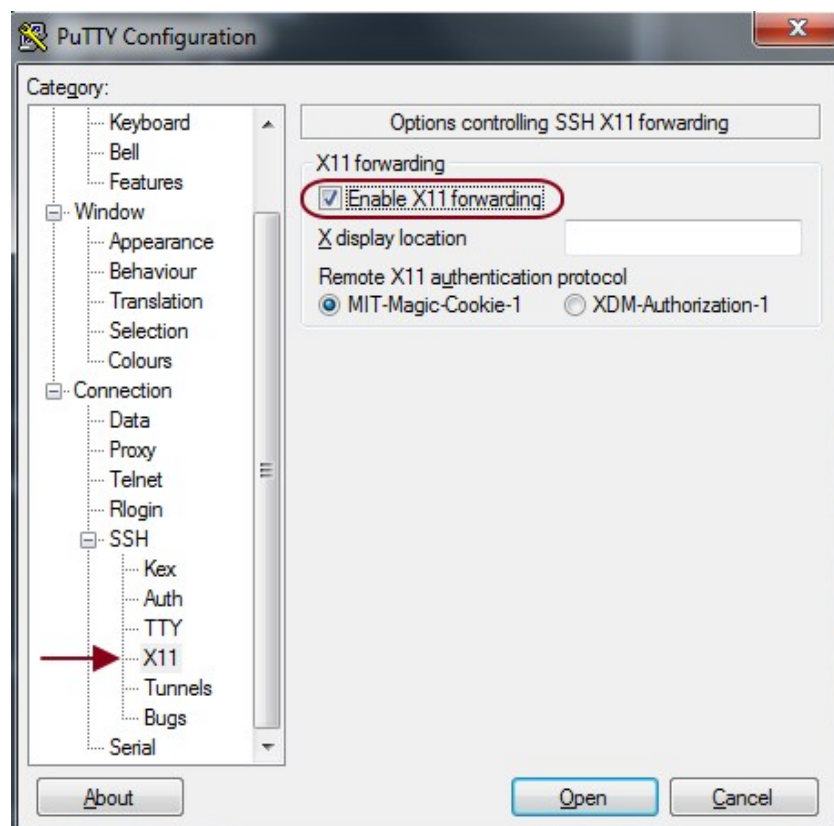 PuTTY Configuration
Category:
Keyboard
Bell
Features
Window
Appearance
Behaviour
Translation
Selection
Colours
Connection
Data
Proxy
Telnet
Rlogin
SSH
Kex
Auth
TTY
X11
Tunnels
Bugs
Serial
Options controlling SSH X11 forwarding
X11 forwarding
Enable X11 forwarding
X display location
Remote X11 authentication protocol
MIT-Magic-Cookie-1 XDM-Authorization-1
About Open Cancel